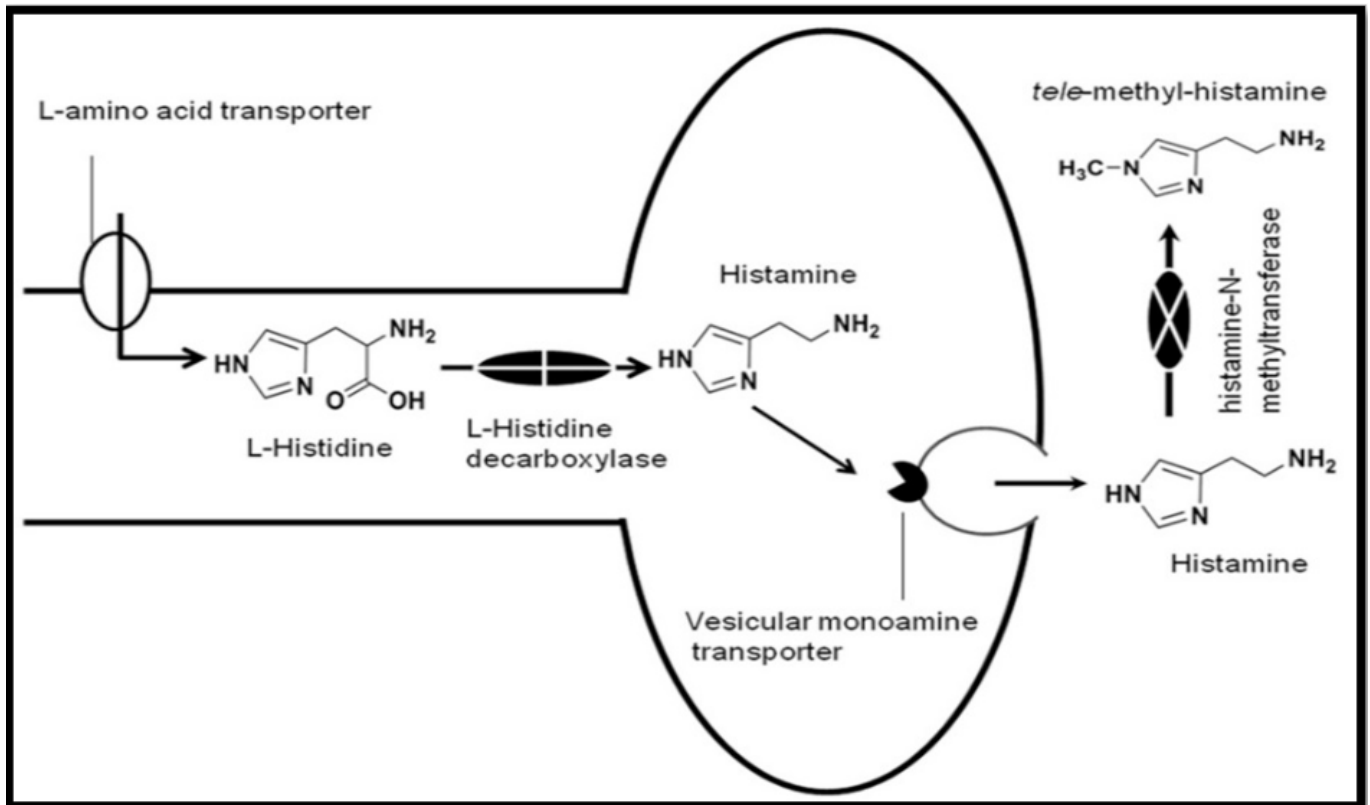 L-amino acid transporter
tele-methyl-histamine
NH2
H3C-N
N
histamine-N-
methyltransferase
Histamine
NH2
HN
N
NH2
HN
N
O
OH
L-Histidine
L-Histidine
decarboxylase
NH2
HN
N
Histamine
Vesicular monoamine
transporter